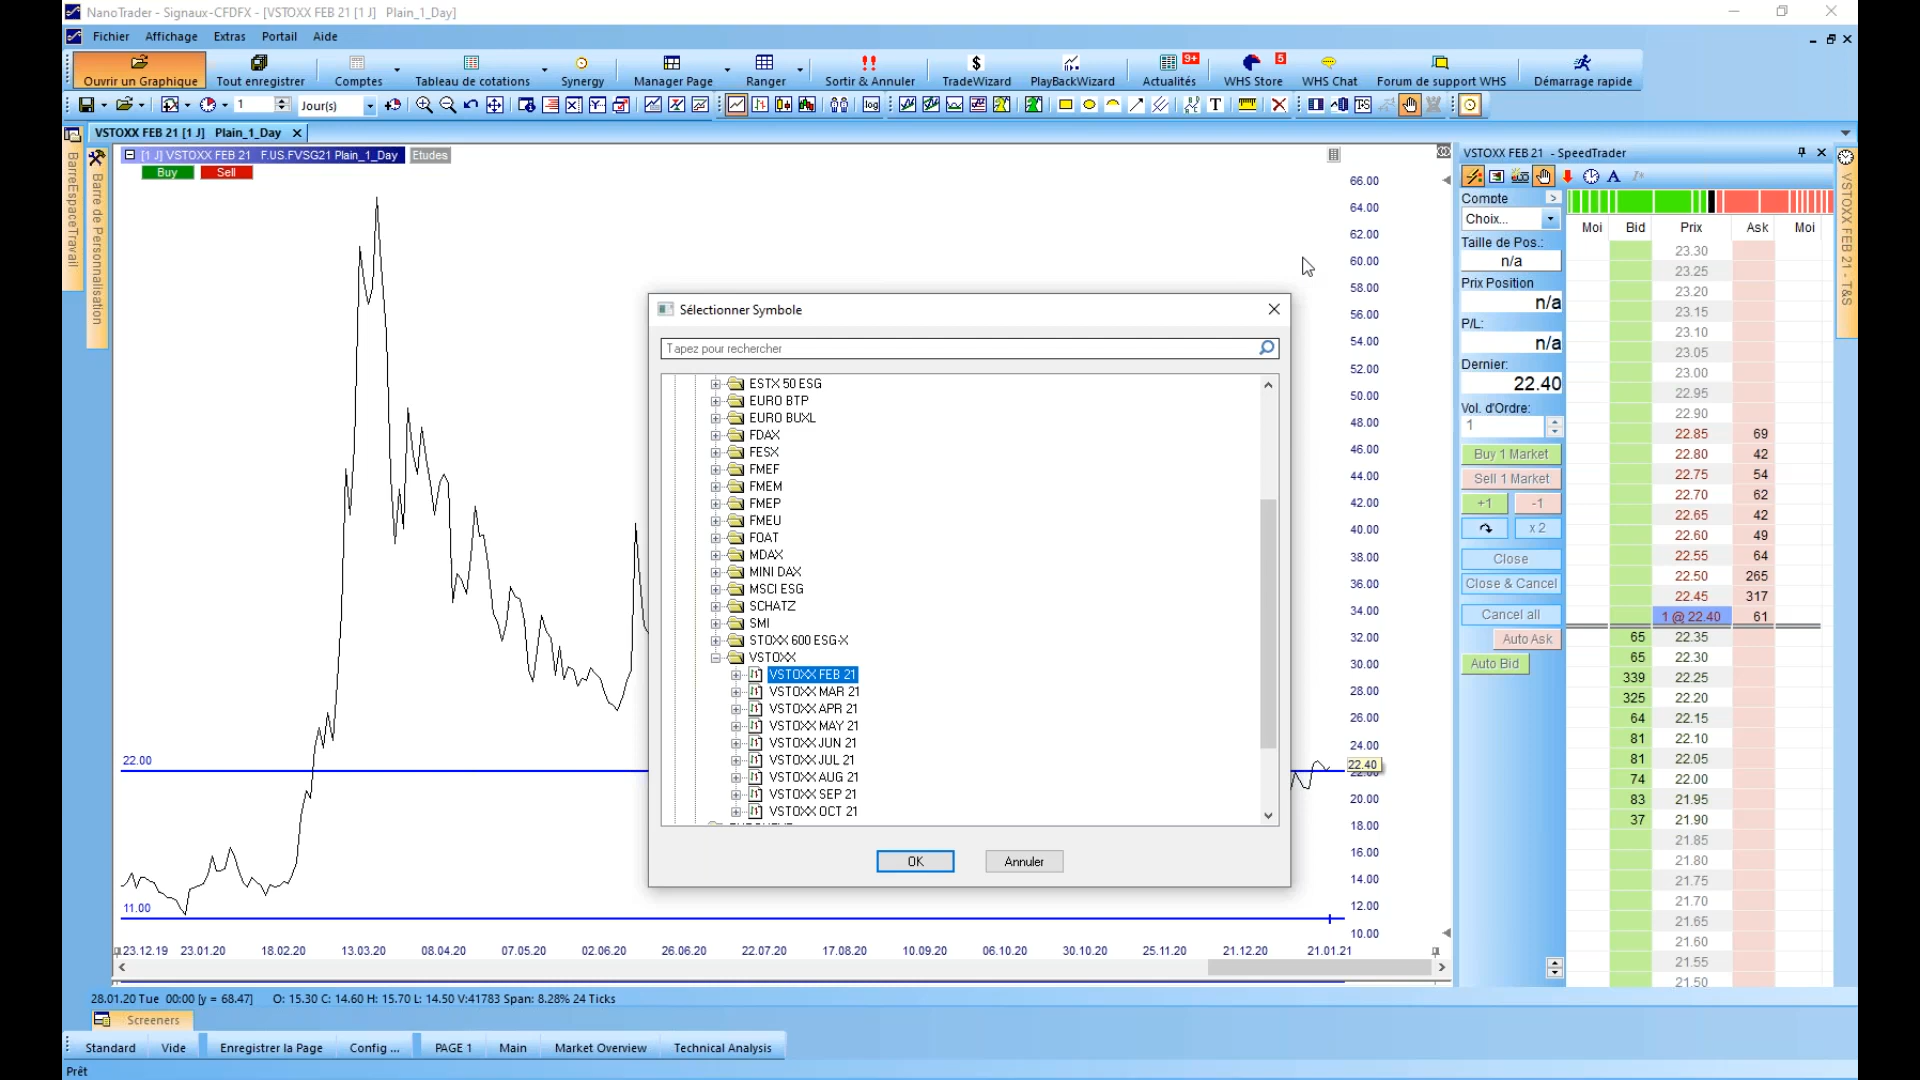 NanoTrader - Signaux-CFDFX - [VSTOXX FEB 21 [1 J] Plain_1_Day]
Fichier Affichage Extras Portail Aide
Ouvrir un Graphique Tout enregistrer Comptes Tableau de cotations Synergy Manager Page Ranger Sortir & Annuler TradeWizard PlayBackWizard Actualités 9+ WHS Store 5 WHS Chat Forum de support WHS Démarrage rapide
1 Jour(s) log T
VSTOXX FEB 21 [1 J] Plain_1_Day
BarreEspaceTravail
Barre de Personnalisation
[1 J] VSTOXX FEB 21 F.US.FVSG21 Plain_1_Day Etudes
Buy Sell
66.00
64.00
62.00
60.00
58.00
56.00
54.00
52.00
50.00
48.00
46.00
44.00
42.00
40.00
38.00
36.00
34.00
32.00
30.00
28.00
26.00
24.00
22.40
22.00
20.00
18.00
16.00
14.00
12.00
10.00
22.00
11.00
23.12.19 23.01.20 18.02.20 13.03.20 08.04.20 07.05.20 02.06.20 26.06.20 22.07.20 17.08.20 10.09.20 06.10.20 30.10.20 25.11.20 21.12.20 21.01.21
Sélectionner Symbole
Tapez pour rechercher
ESTX 50 ESG
EURO BTP
EURO BUXL
FDAX
FESX
FMEF
FMEM
FMEP
FMEU
FOAT
MDAX
MINI DAX
MSCI ESG
SCHATZ
SMI
STOXX 600 ESG-X
VSTOXX
VSTOXX FEB 21
VSTOXX MAR 21
VSTOXX APR 21
VSTOXX MAY 21
VSTOXX JUN 21
VSTOXX JUL 21
VSTOXX AUG 21
VSTOXX SEP 21
VSTOXX OCT 21
OK Annuler
VSTOXX FEB 21 - SpeedTrader
A
Compte >
Choix...
Taille de Pos.:
n/a
Prix Position
n/a
P/L:
n/a
Dernier:
22.40
Vol. d'Ordre:
1
Buy 1 Market
Sell 1 Market
+1 -1
x 2
Close
Close & Cancel
Cancel all
Auto Ask
Auto Bid
Moi Bid Prix Ask Moi
23.30
23.25
23.20
23.15
23.10
23.05
23.00
22.95
22.90
22.85 69
22.80 42
22.75 54
22.70 62
22.65 42
22.60 49
22.55 64
22.50 265
22.45 317
1 @ 22.40 61
65 22.35
65 22.30
339 22.25
325 22.20
64 22.15
81 22.10
81 22.05
74 22.00
83 21.95
37 21.90
21.85
21.80
21.75
21.70
21.65
21.60
21.55
21.50
VSTOXX FEB 21 - T&S
28.01.20 Tue 00:00 [y = 68.47] O: 15.30 C: 14.60 H: 15.70 L: 14.50 V:41783 Span: 8.28% 24 Ticks
Screeners
Standard Vide Enregistrer la Page Config ... PAGE 1 Main Market Overview Technical Analysis
Prêt